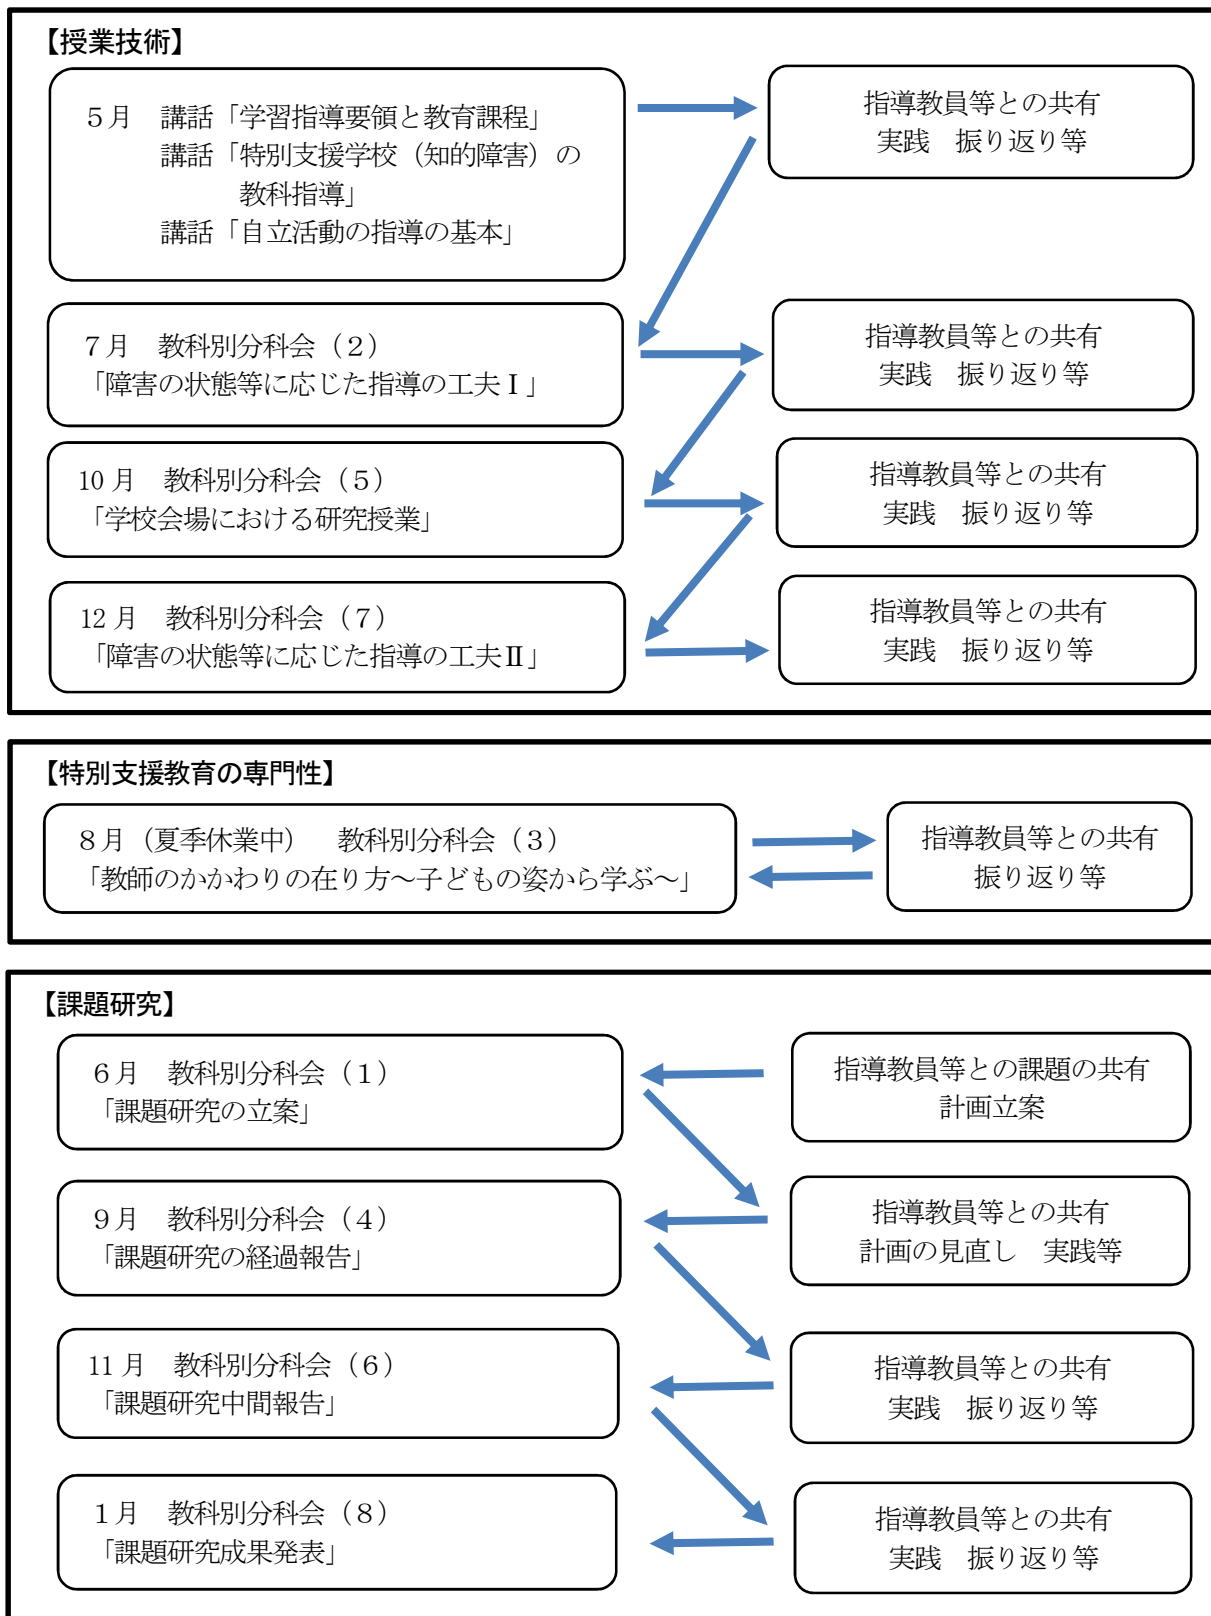 【授業技術】
５月　講話「学習指導要領と教育課程」
講話「特別支援学校（知的障害）の
教科指導」
講話「自立活動の指導の基本」
指導教員等との共有
実践　振り返り等
７月　教科別分科会（２）
「障害の状態等に応じた指導の工夫Ⅰ」
指導教員等との共有
実践　振り返り等
10 月　教科別分科会（５）
「学校会場における研究授業」
指導教員等との共有
実践　振り返り等
12 月　教科別分科会（７）
「障害の状態等に応じた指導の工夫Ⅱ」
指導教員等との共有
実践　振り返り等
【特別支援教育の専門性】
８月（夏季休業中）　教科別分科会（３）
「教師のかかわりの在り方～子どもの姿から学ぶ～」
指導教員等との共有
振り返り等
【課題研究】
６月　教科別分科会（１）
「課題研究の立案」
指導教員等との課題の共有
計画立案
９月　教科別分科会（４）
「課題研究の経過報告」
指導教員等との共有
計画の見直し　実践等
11 月　教科別分科会（６）
「課題研究中間報告」
指導教員等との共有
実践　振り返り等
１月　教科別分科会（８）
「課題研究成果発表」
指導教員等との共有
実践　振り返り等